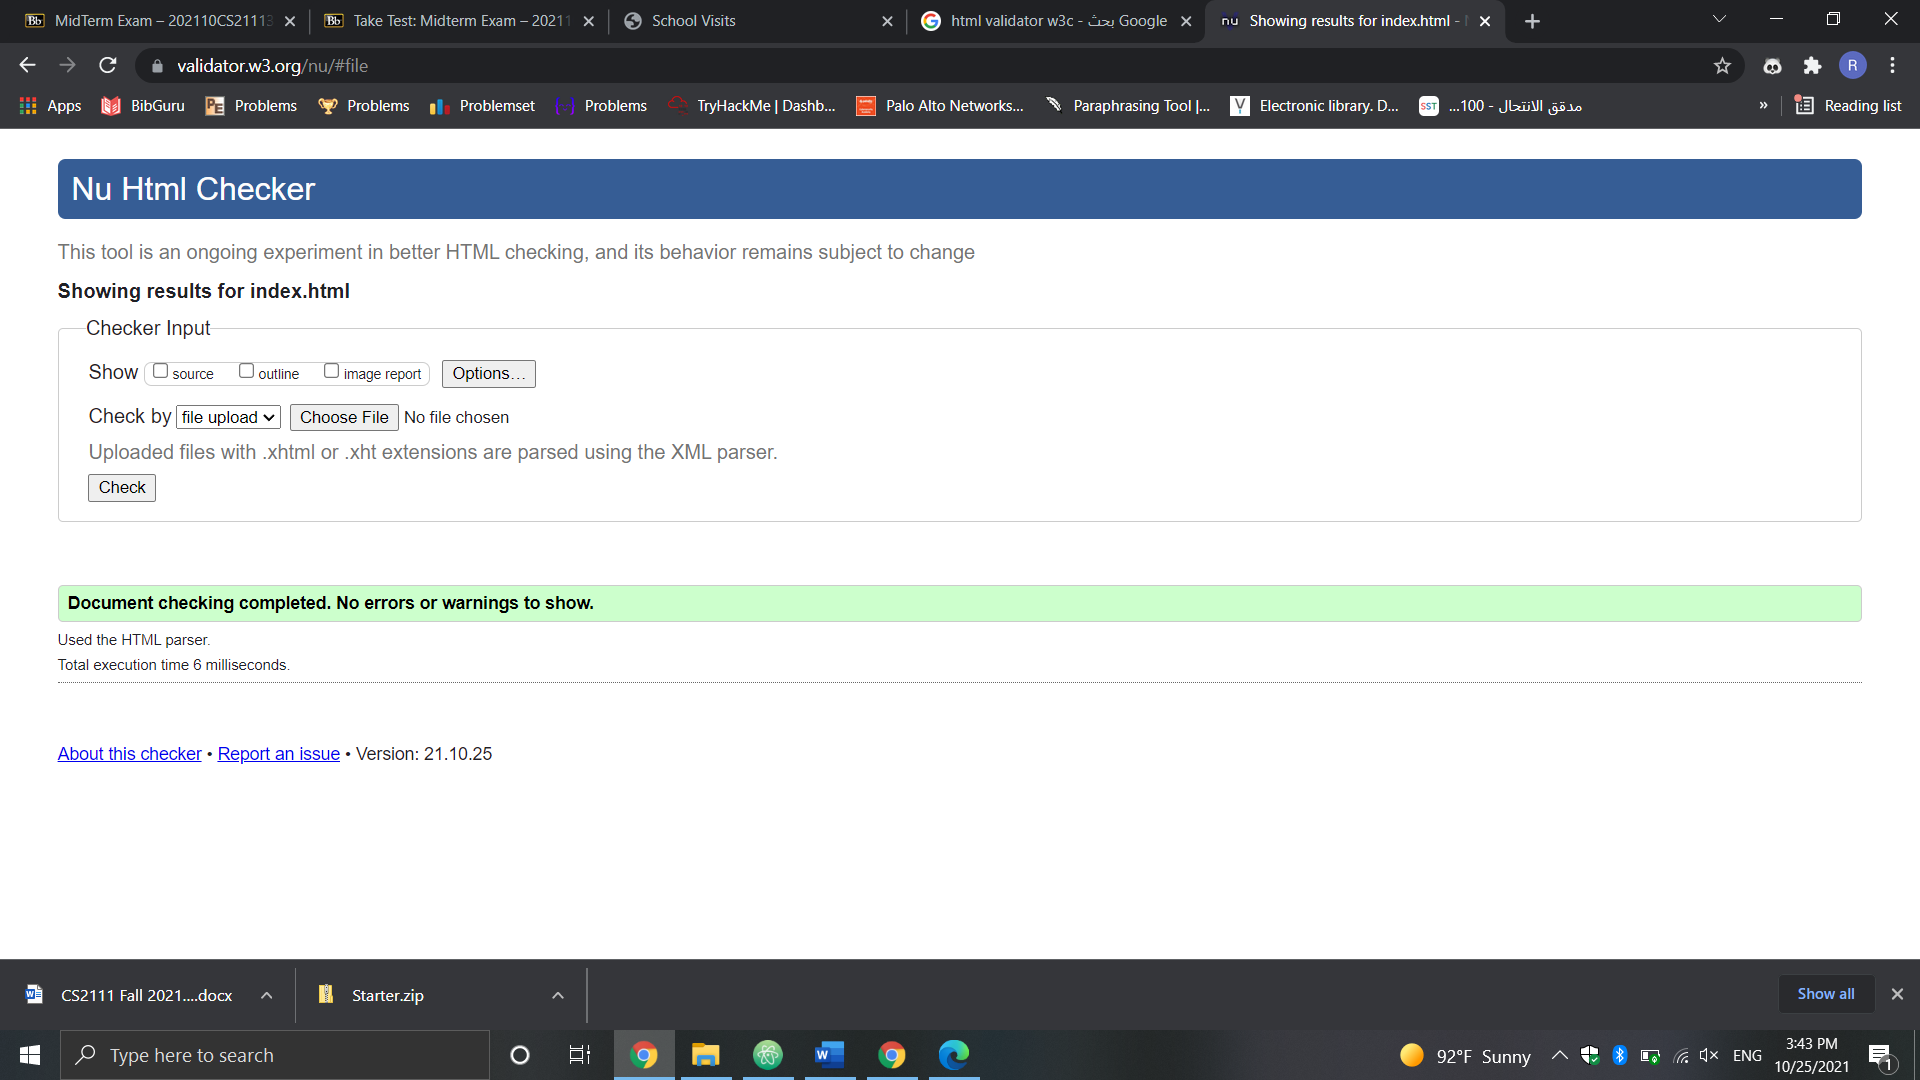 MidTerm Exam – 202110CS21113
Take Test: Midterm Exam – 20211
School Visits
html validator w3c - بحث Google
nu Showing results for index.html -
validator.w3.org/nu/#file
R
Apps
BibGuru
Problems
Problems
Problemset
Problems
TryHackMe | Dashb...
Palo Alto Networks...
Paraphrasing Tool |...
Electronic library. D...
مدقق الانتحال - 100...
»
Reading list
Nu Html Checker
This tool is an ongoing experiment in better HTML checking, and its behavior remains subject to change
Showing results for index.html
Checker Input
Show source outline image report Options...
Check by file upload Choose File No file chosen
Uploaded files with .xhtml or .xht extensions are parsed using the XML parser.
Check
Document checking completed. No errors or warnings to show.
Used the HTML parser.
Total execution time 6 milliseconds.
About this checker • Report an issue • Version: 21.10.25
CS2111 Fall 2021....docx
Starter.zip
Show all
Type here to search
92°F Sunny
ENG
3:43 PM
10/25/2021
1